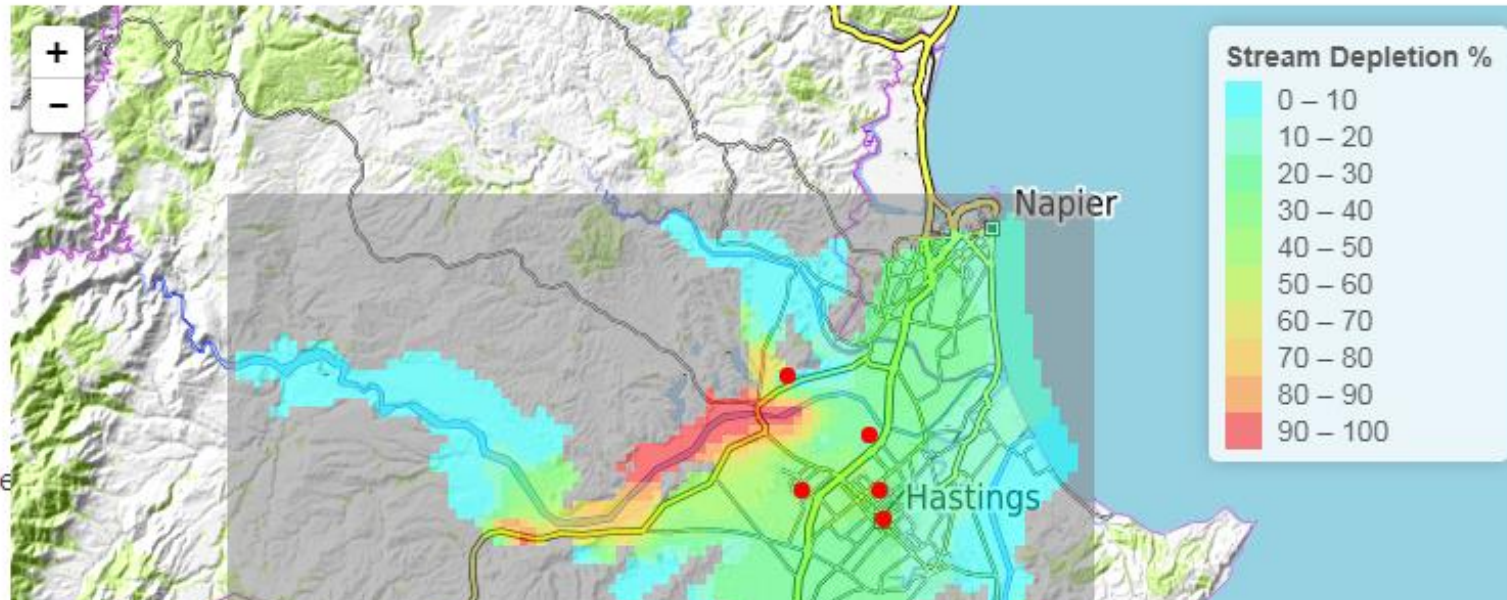 +
−
Stream Depletion %
0 – 10
10 – 20
20 – 30
30 – 40
40 – 50
50 – 60
60 – 70
70 – 80
80 – 90
90 – 100
Napier
e
Hastings